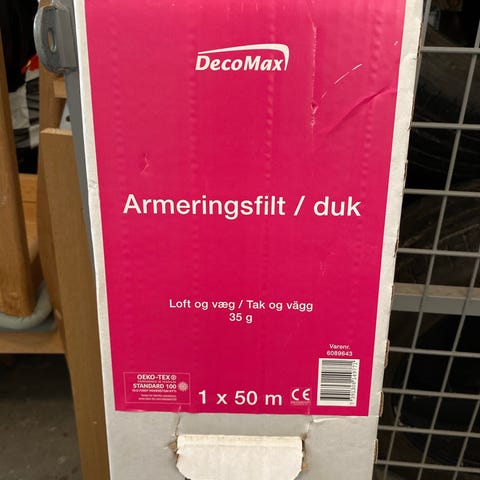 DecoMax
Armeringsfilt / duk
Loft og væg / Tak og vägg
35 g
Varenr.
6089643
OEKO-TEX®
STANDARD 100
1 x 50 m CE